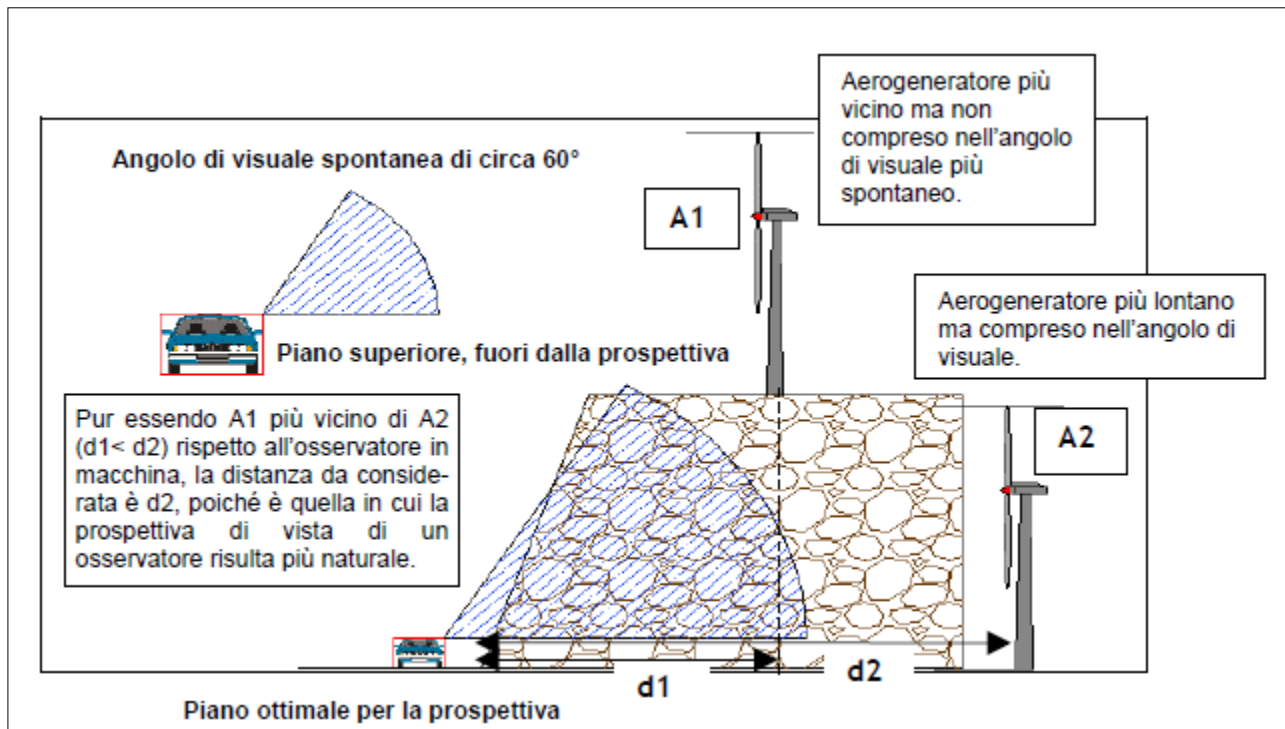 Aerogeneratore più
vicino ma non
compreso nell'angolo
di visuale più
spontaneo.
Angolo di visuale spontanea di circa 60°
A1
Aerogeneratore più lontano
ma compreso nell'angolo di
visuale.
Piano superiore, fuori dalla prospettiva
Pur essendo A1 più vicino di A2
(d1< d2) rispetto all'osservatore in
macchina, la distanza da conside-
rata è d2, poiché è quella in cui la
prospettiva di vista di un
osservatore risulta più naturale.
A2
d1
d2
Piano ottimale per la prospettiva